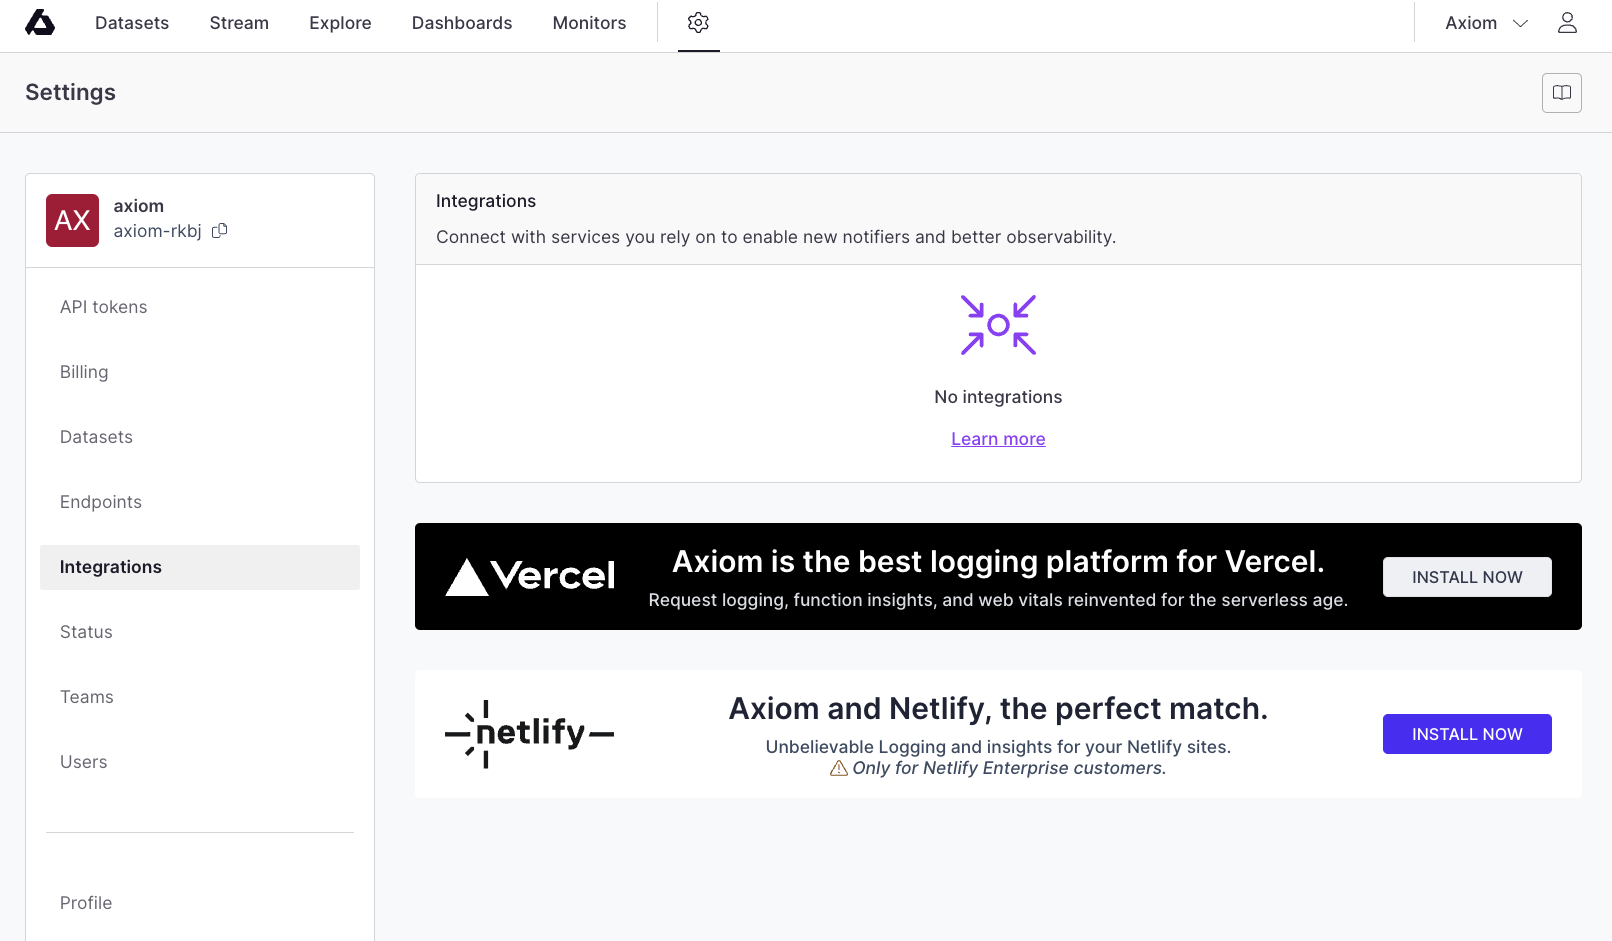 Datasets Stream Explore Dashboards Monitors Axiom
Settings
AX
axiom
axiom-rkbj
API tokens
Billing
Datasets
Endpoints
Integrations
Status
Teams
Users
Profile
Integrations
Connect with services you rely on to enable new notifiers and better observability.
No integrations
Learn more
Vercel
Axiom is the best logging platform for Vercel.
Request logging, function insights, and web vitals reinvented for the serverless age.
INSTALL NOW
netlify
Axiom and Netlify, the perfect match.
Unbelievable Logging and insights for your Netlify sites.
Only for Netlify Enterprise customers.
INSTALL NOW